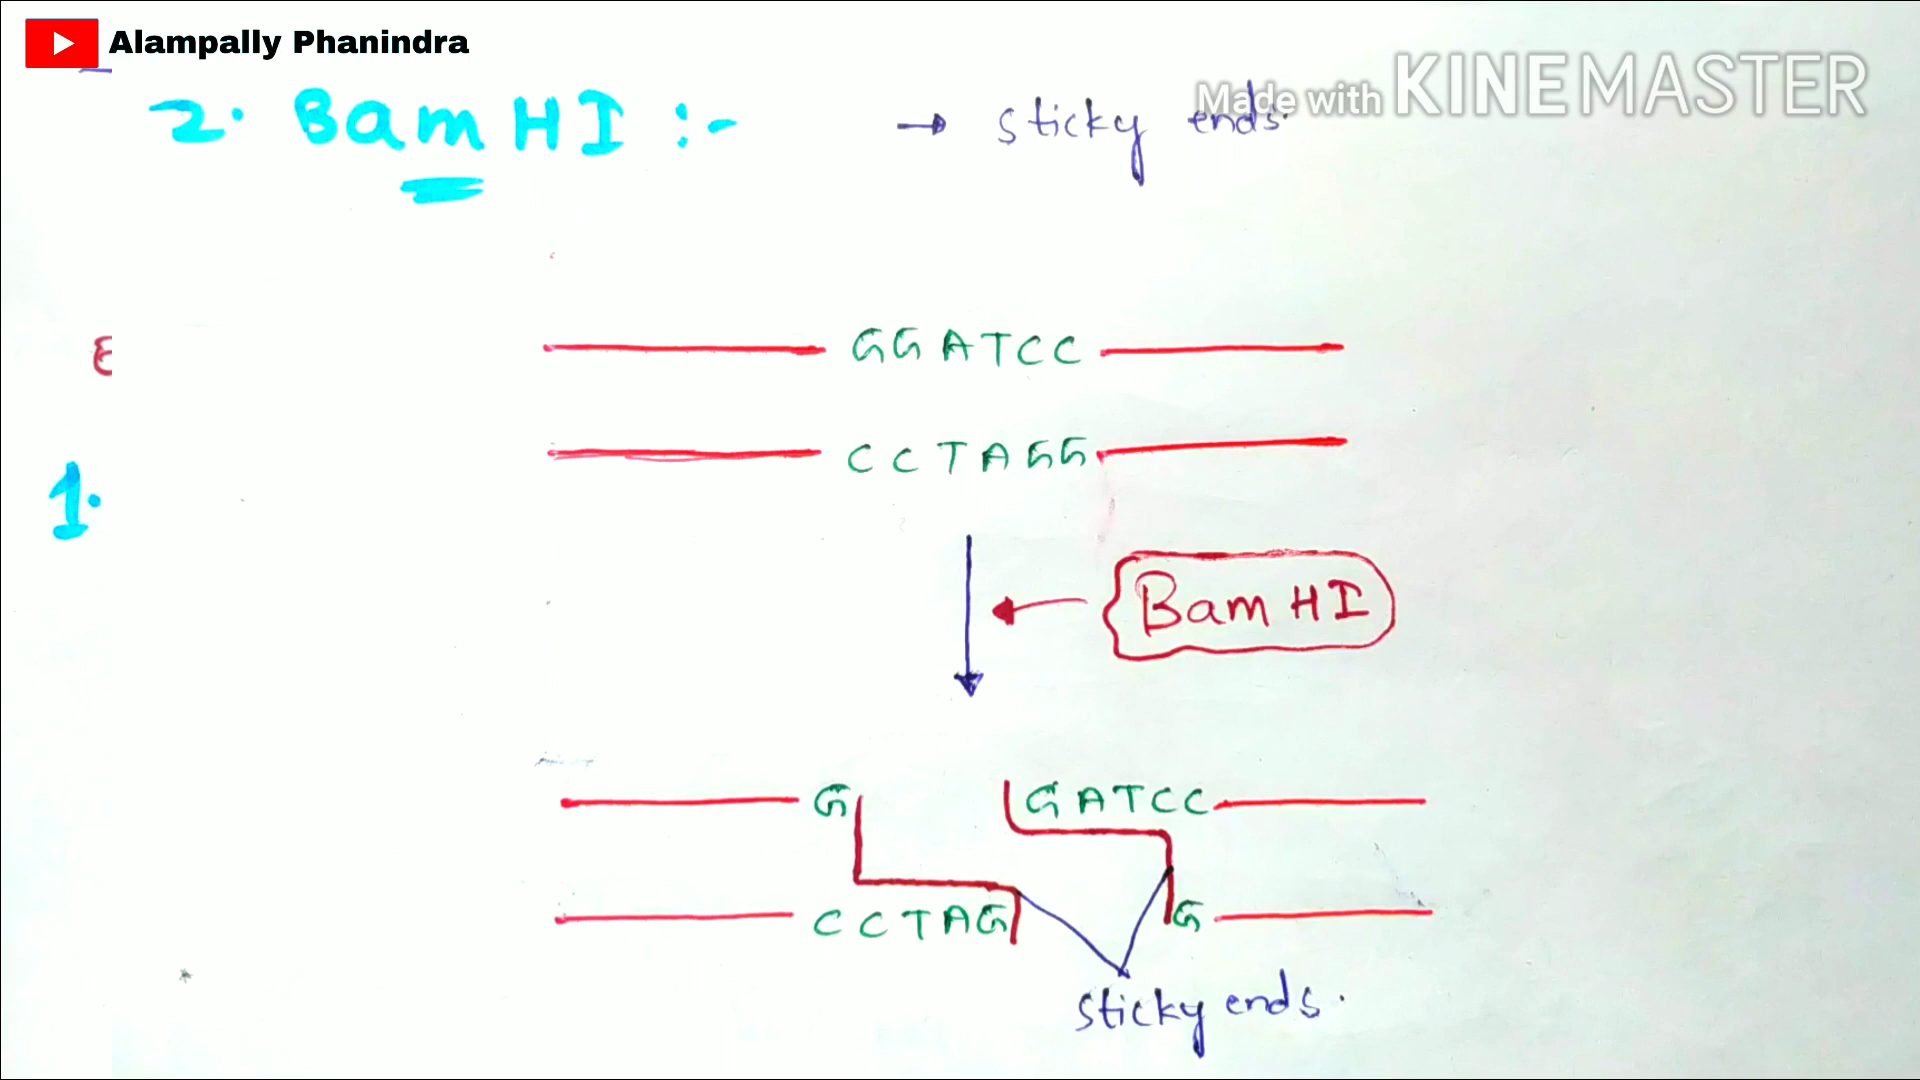 Alampally Phanindra
Made with KINEMASTER
2. BamHI :- → sticky ends.
GGATCC
CCTAGG
1.
BamHI
G GATCC
CCTAG G
sticky ends.